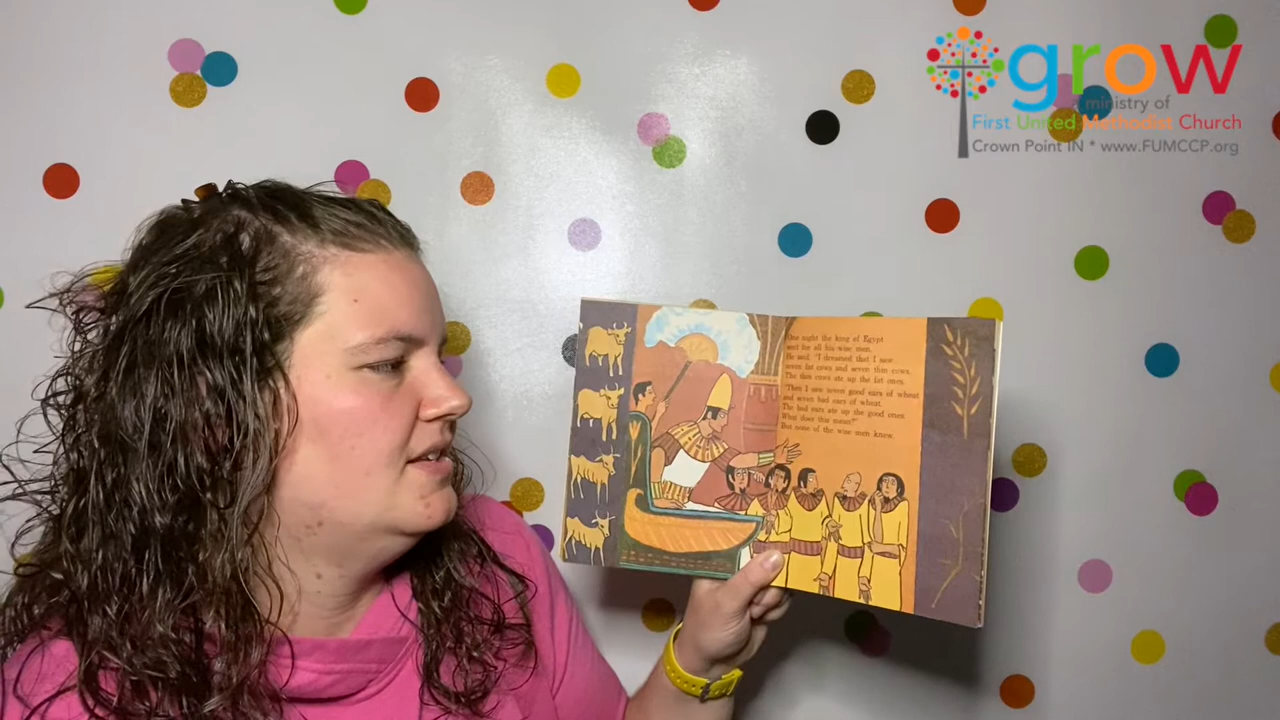 grow
ministry of
First United Methodist Church
Crown Point IN * www.FUMCCP.org
One night the king of Egypt
sent for all his wise men.
He said, "I dreamed that I saw
seven fat cows and seven thin cows.
The thin cows ate up the fat ones.
"Then I saw seven good ears of wheat
and seven bad ears of wheat.
The bad ears ate up the good ones.
What does this mean?"
But none of the wise men knew.